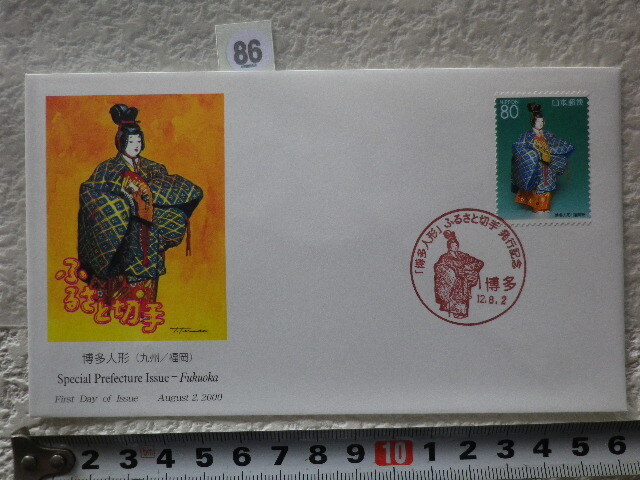 86
ふるさと切手
博多人形(九州/福岡)
Special Prefecture Issue – Fukuoka
First Day of Issue August 2, 2000
NIPPON
80
日本郵便
「博多人形」ふるさと切手 発行記念
博多
12.8.2
2 3 4 5 6 7 8 9 10 1 2 3 4 5 6